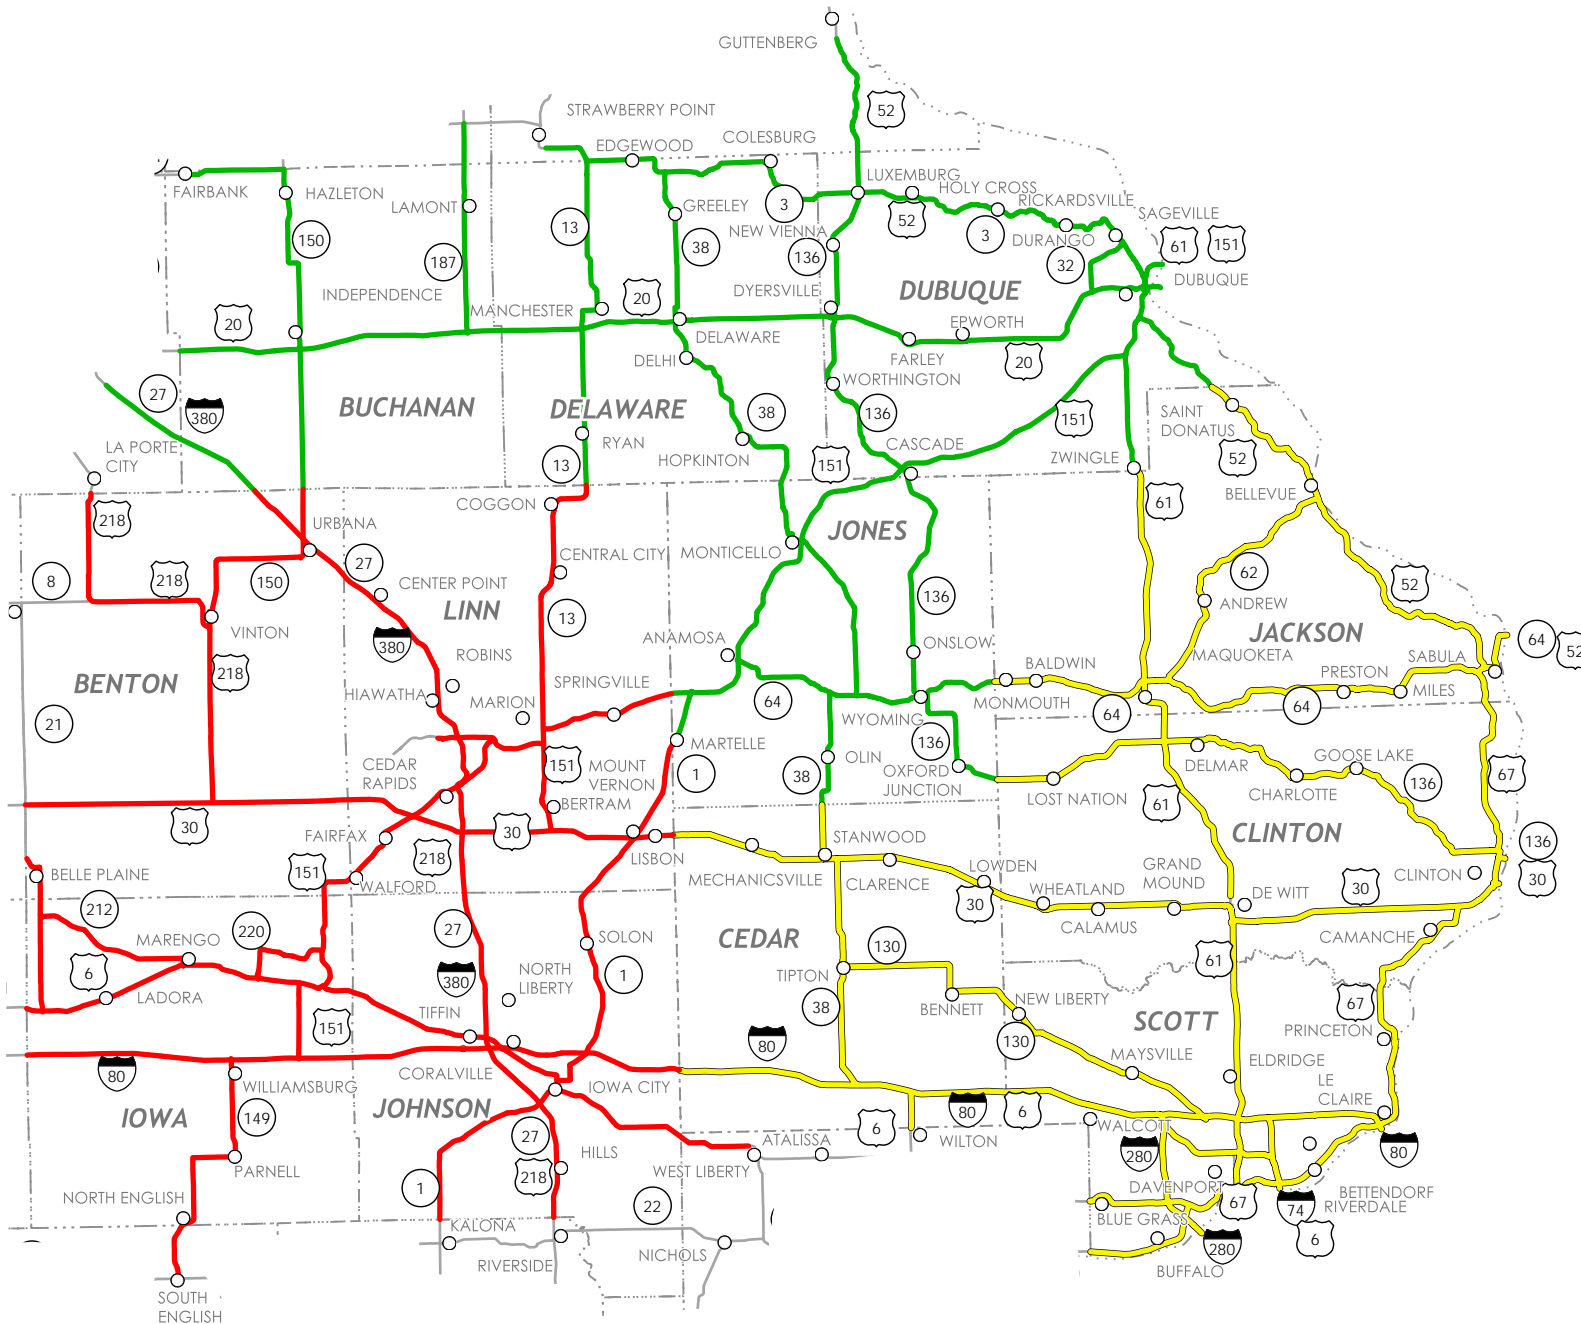 GUTTENBERG
52
STRAWBERRY POINT
EDGEWOOD
COLESBURG
FAIRBANK
HAZLETON
LAMONT
GREELEY
3
LUXEMBURG
HOLY CROSS
RICKARDSVILLE
52
3
SAGEVILLE
150
187
13
38
NEW VIENNA
136
DURANGO
32
61
151
DUBUQUE
INDEPENDENCE
MANCHESTER
20
DYERSVILLE
DUBUQUE
20
DELAWARE
EPWORTH
FARLEY
20
DELHI
WORTHINGTON
27
380
BUCHANAN
DELAWARE
38
136
151
SAINT
DONATUS
LA PORTE
CITY
RYAN
HOPKINTON
CASCADE
ZWINGLE
52
13
151
BELLEVUE
218
COGGON
61
URBANA
JONES
MONTICELLO
CENTRAL CITY
8
218
150
27
CENTER POINT
62
52
LINN
13
136
ANDREW
VINTON
380
ANAMOSA
ONSLOW
JACKSON
64
52
BENTON
218
ROBINS
MAQUOKETA
SABULA
HIAWATHA
SPRINGVILLE
BALDWIN
PRESTON
MILES
21
MARION
64
WYOMING
MONMOUTH
64
64
136
MARTELLE
OLIN
CEDAR
RAPIDS
151
MOUNT
VERNON
1
38
OXFORD
JUNCTION
DELMAR
GOOSE LAKE
136
67
LOST NATION
CHARLOTTE
BERTRAM
61
30
FAIRFAX
30
STANWOOD
CLINTON
136
218
LISBON
151
BELLE PLAINE
WALFORD
MECHANICSVILLE
CLARENCE
LOWDEN
GRAND
MOUND
CLINTON
30
30
WHEATLAND
DE WITT
30
212
CALAMUS
220
27
MARENGO
SOLON
CEDAR
130
CAMANCHE
6
380
NORTH
LIBERTY
1
TIPTON
61
LADORA
BENNETT
NEW LIBERTY
67
38
151
TIFFIN
130
SCOTT
PRINCETON
80
MAYSVILLE
ELDRIDGE
80
CORALVILLE
IOWA CITY
LE
CLAIRE
WILLIAMSBURG
IOWA
149
JOHNSON
80
6
27
6
WILTON
WALCOTT
280
80
HILLS
ATALISSA
PARNELL
WEST LIBERTY
218
1
DAVENPORT
67
74
BETTENDORF
RIVERDALE
NORTH ENGLISH
22
KALONA
BLUE GRASS
6
280
NICHOLS
RIVERSIDE
BUFFALO
SOUTH
ENGLISH